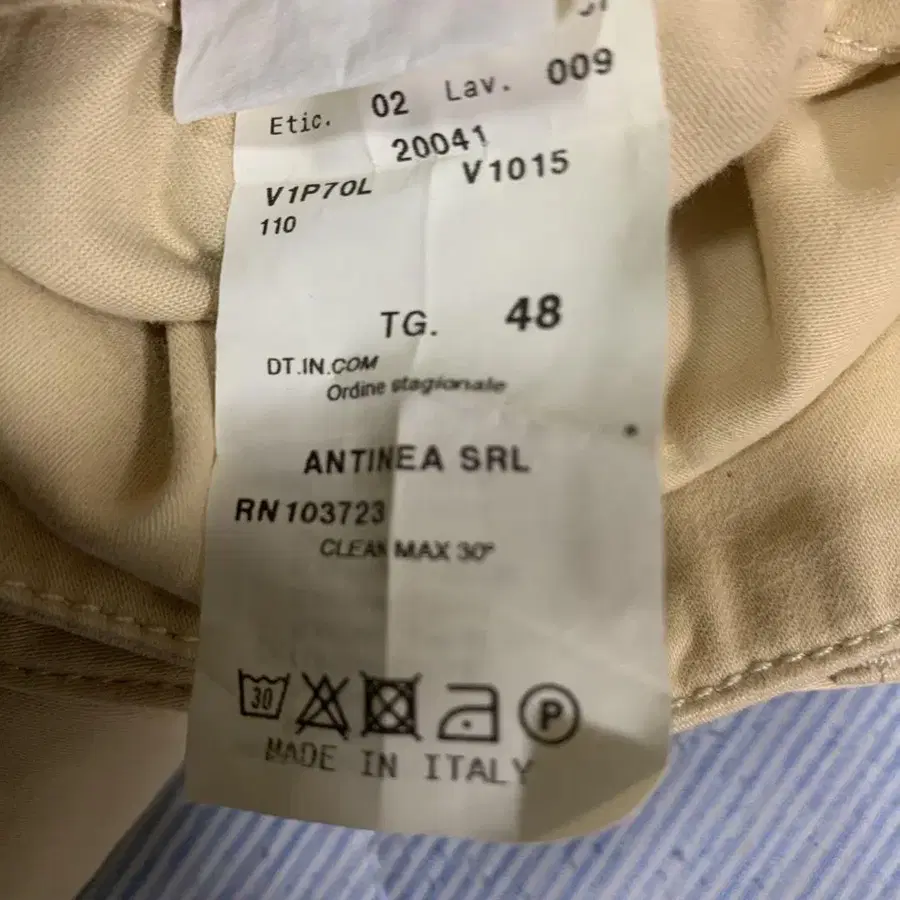 Etic. 02 Lav. 009
20041
V1P70L V1015
110
TG. 48
DT.IN.COM
Ordine stagionale
ANTINEA SRL
RN 103723
CLEAN MAX 30°
30
P
MADE IN ITALY